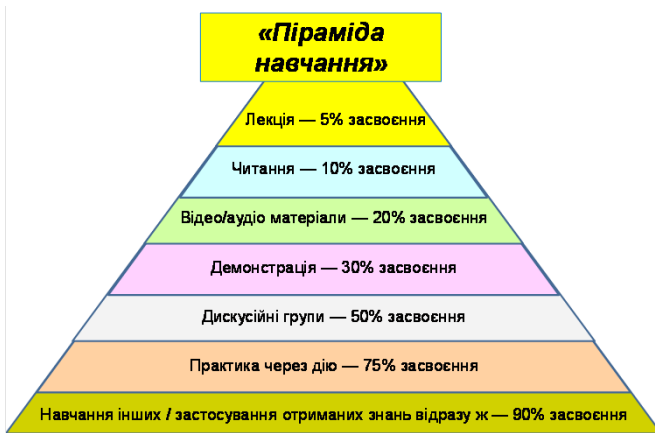 «Піраміда
навчання»
Лекція — 5% засвоєння
Читання — 10% засвоєння
Відео/аудіо матеріали — 20% засвоєння
Демонстрація — 30% засвоєння
Дискусійні групи — 50% засвоєння
Практика через дію — 75% засвоєння
Навчання інших / застосування отриманих знань відразу ж — 90% засвоєння